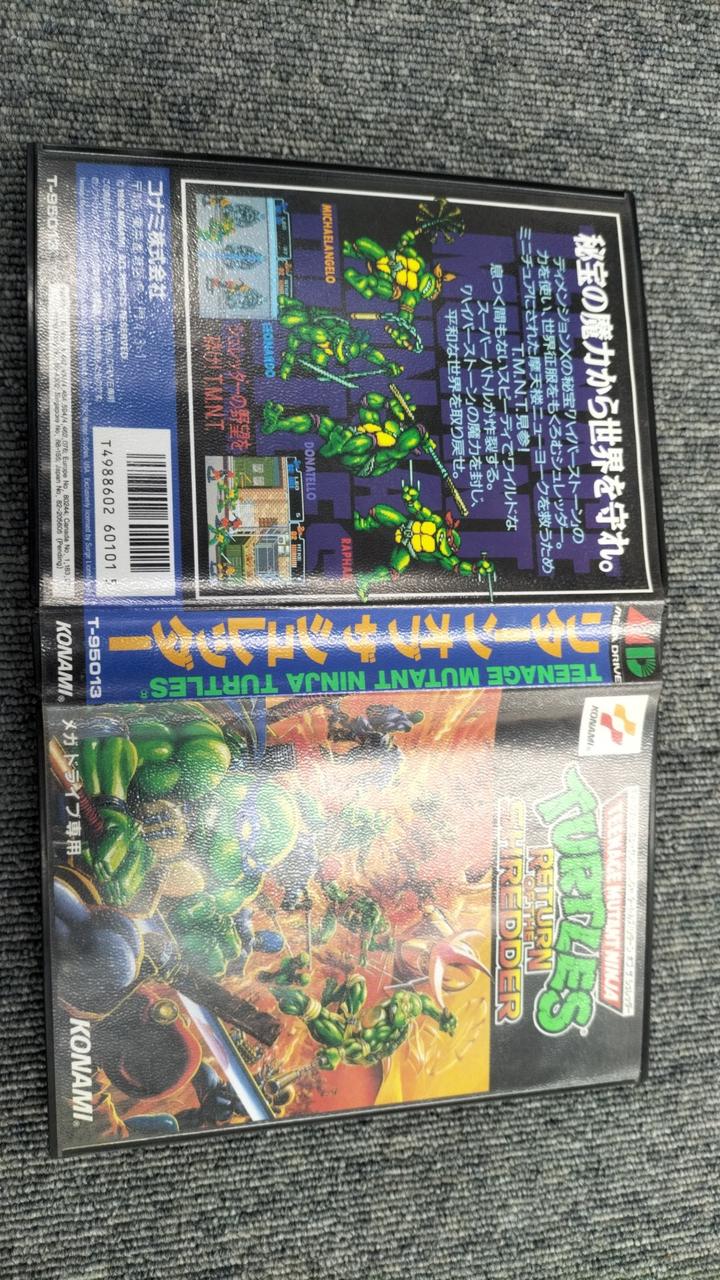 秘宝の魔力から世界を守れ。
ディメンションXの秘宝ハイパーストーンの
力を使い、世界征服をもくろむシュレッダー。
ミニチュアにされた摩天楼ニューヨークを救うため
T.M.N.T.見参!
息つく間もないスピーディでワイルドな
スーパーバトルが炸裂する。
ハイパーストーンの魔力を封じ、
平和な世界を取り戻せ。
MICHAELANGELO
LEONARDO
DONATELLO
RAPHA
シュレッダーの野望を
砕け! T.M.N.T.
コナミ株式会社
T-95013
T4988602 60101
MEGA DRIVE
リターン オブ ザ シュレッダー
TEENAGE MUTANT NINJA TURTLES®
T-95013
KONAMI®
KONAMI®
TEENAGE MUTANT NINJA
TURTLES®
RETURN
OF THE
SHREDDER
メガドライブ専用
KONAMI®